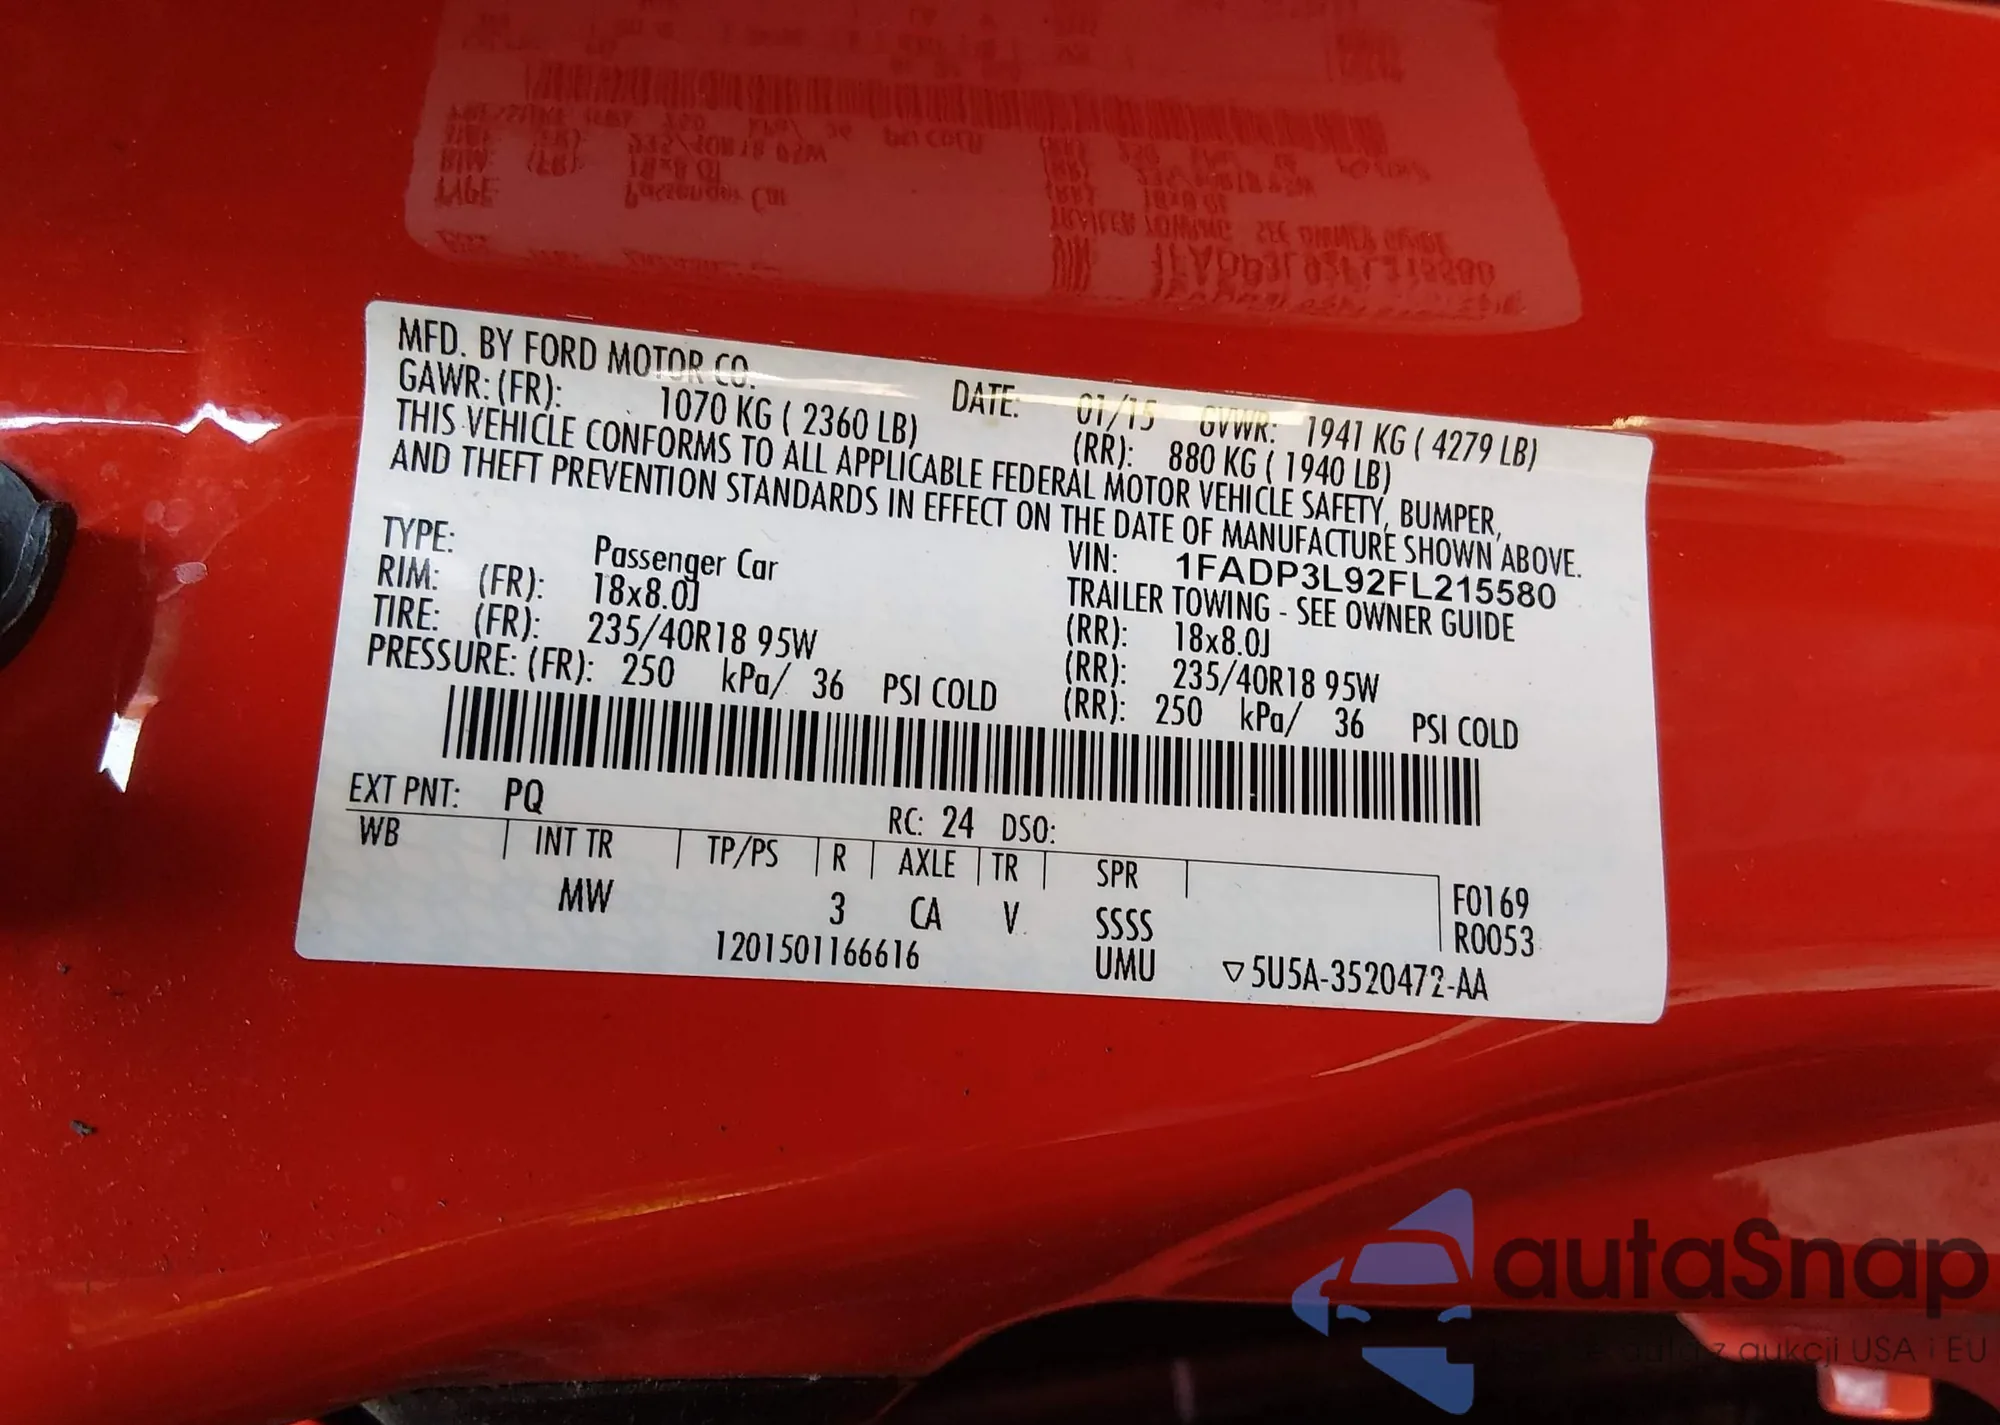 MFD. BY FORD MOTOR CO.
DATE: 01/15 GVWR: 1941 KG ( 4279 LB)
GAWR: (FR): 1070 KG ( 2360 LB) (RR): 880 KG ( 1940 LB)
THIS VEHICLE CONFORMS TO ALL APPLICABLE FEDERAL MOTOR VEHICLE SAFETY, BUMPER,
AND THEFT PREVENTION STANDARDS IN EFFECT ON THE DATE OF MANUFACTURE SHOWN ABOVE.
VIN: 1FADP3L92FL215580
TYPE: Passenger Car TRAILER TOWING - SEE OWNER GUIDE
RIM: (FR): 18x8.0J (RR): 18x8.0J
TIRE: (FR): 235/40R18 95W (RR): 235/40R18 95W
PRESSURE: (FR): 250 kPa/ 36 PSI COLD (RR): 250 kPa/ 36 PSI COLD
EXT PNT: PQ RC: 24 DSO:
WB INT TR TP/PS R AXLE TR SPR
MW 3 CA V SSSS
F0169
R0053
1201501166616 UMU ▽5U5A-3520472-AA
autaSnap
auta z aukcji USA i EU